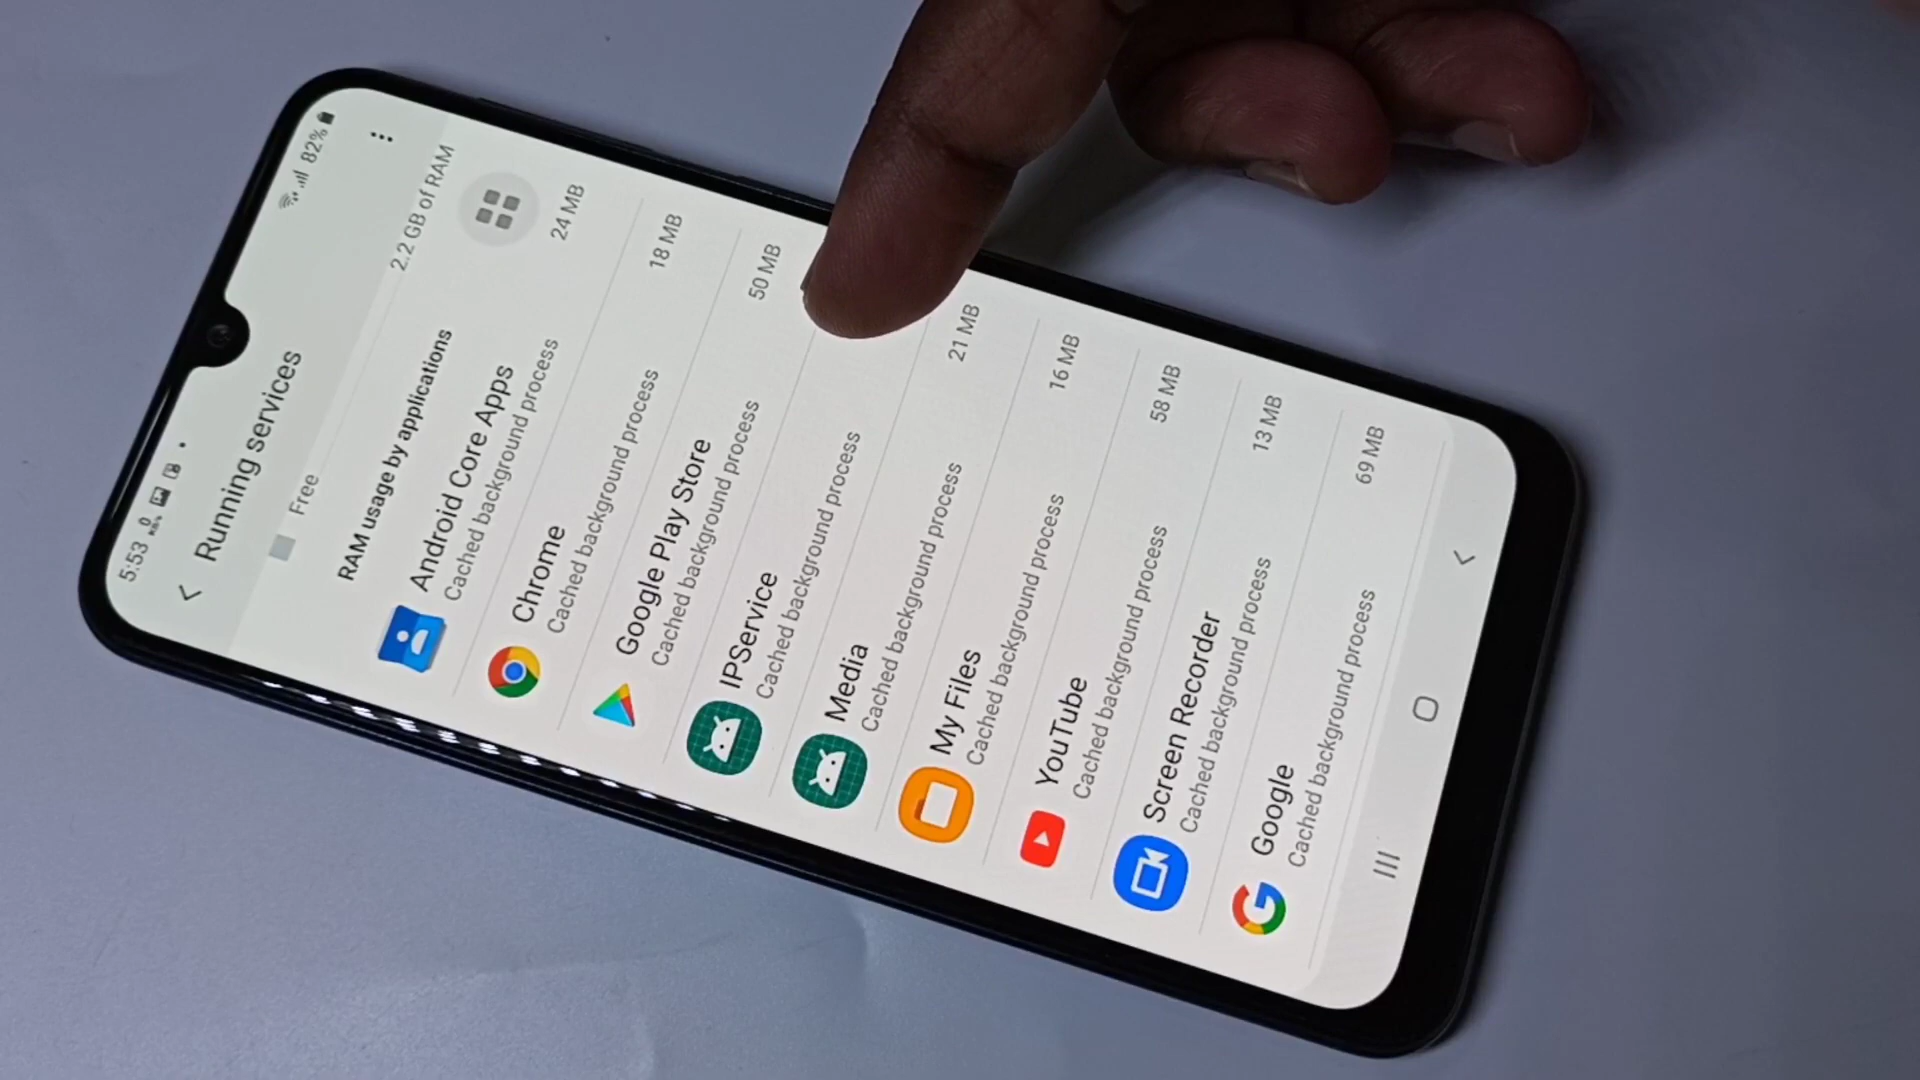 5:53 0 KB/s 82%
Running services
Free 2.2 GB of RAM
RAM usage by applications
Android Core Apps
Cached background process 24 MB
Chrome
Cached background process 18 MB
Google Play Store
Cached background process 50 MB
IPService
Cached background process
Media
Cached background process 21 MB
My Files
Cached background process 16 MB
YouTube
Cached background process 58 MB
Screen Recorder
Cached background process 13 MB
Google
Cached background process 69 MB